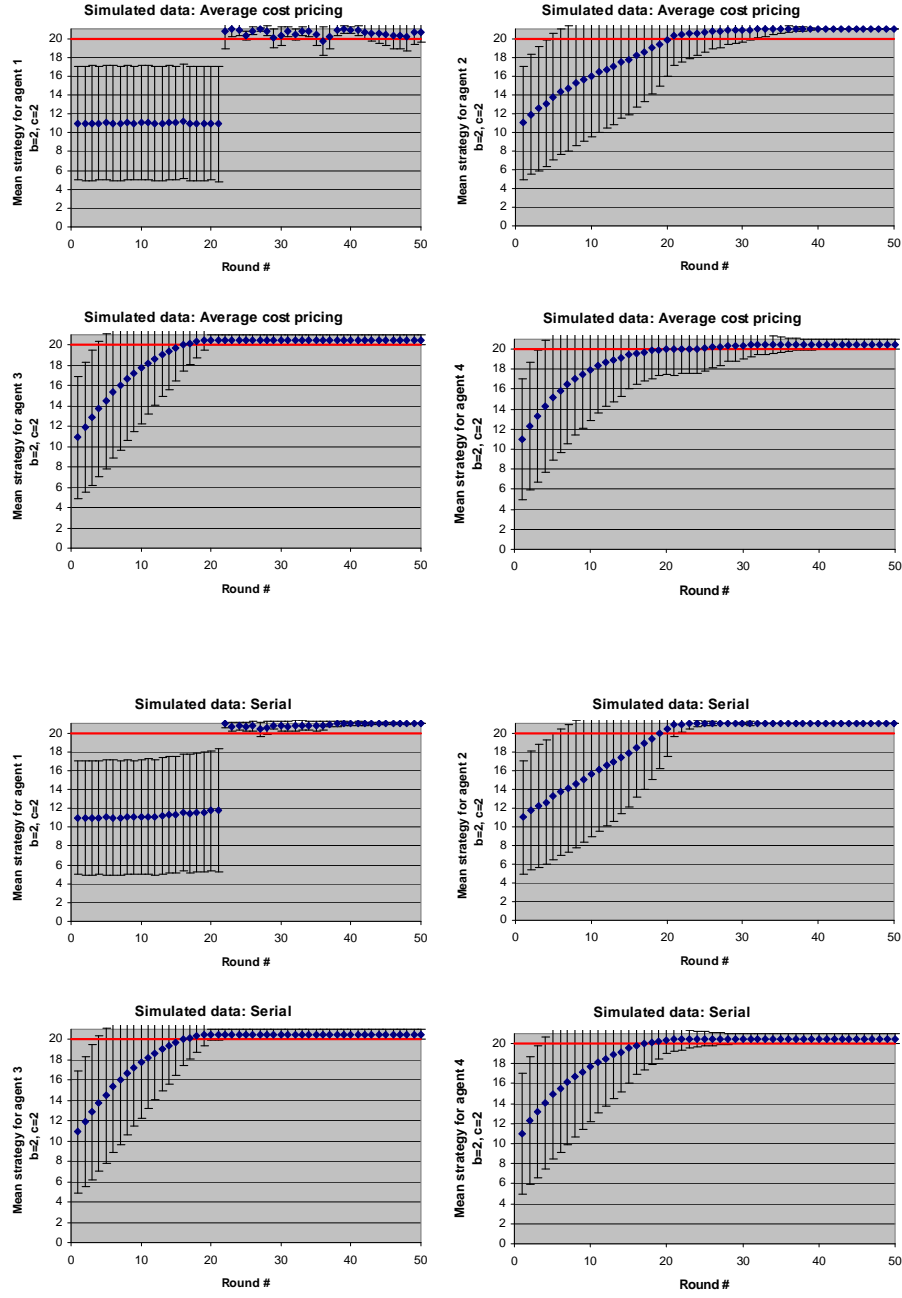 Simulated data: Average cost pricing
Mean strategy for agent 1
b=2, c=2
20
18
16
14
12
10
8
6
4
2
0
0 10 20 30 40 50
Round #
Simulated data: Average cost pricing
Mean strategy for agent 2
b=2, c=2
20
18
16
14
12
10
8
6
4
2
0
0 10 20 30 40 50
Round #
Simulated data: Average cost pricing
Mean strategy for agent 3
b=2, c=2
20
18
16
14
12
10
8
6
4
2
0
0 10 20 30 40 50
Round #
Simulated data: Average cost pricing
Mean strategy for agent 4
b=2, c=2
20
18
16
14
12
10
8
6
4
2
0
0 10 20 30 40 50
Round #
Simulated data: Serial
Mean strategy for agent 1
b=2, c=2
20
18
16
14
12
10
8
6
4
2
0
0 10 20 30 40 50
Round #
Simulated data: Serial
Mean strategy for agent 2
b=2, c=2
20
18
16
14
12
10
8
6
4
2
0
0 10 20 30 40 50
Round #
Simulated data: Serial
Mean strategy for agent 3
b=2, c=2
20
18
16
14
12
10
8
6
4
2
0
0 10 20 30 40 50
Round #
Simulated data: Serial
Mean strategy for agent 4
b=2, c=2
20
18
16
14
12
10
8
6
4
2
0
0 10 20 30 40 50
Round #